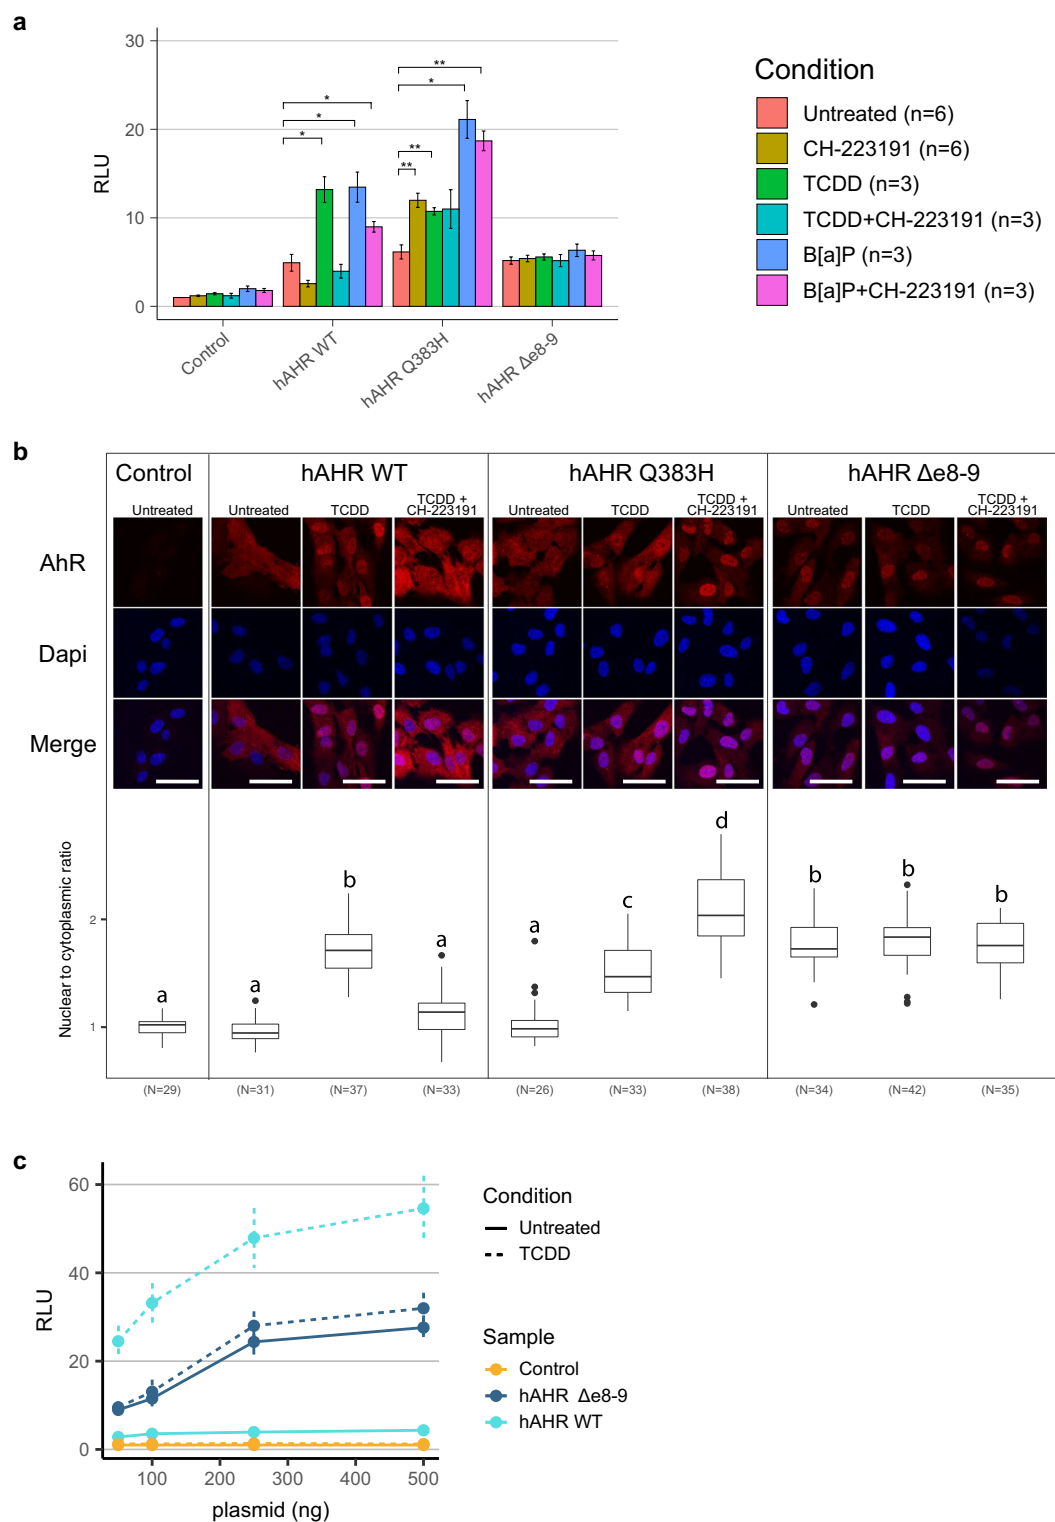 a
30
20
10
0
RLU
*
*
*
**
*
**
**
Control
hAHR WT
hAHR Q383H
hAHR Δe8-9
Condition
Untreated (n=6)
CH-223191 (n=6)
TCDD (n=3)
TCDD+CH-223191 (n=3)
B[a]P (n=3)
B[a]P+CH-223191 (n=3)
b
Control hAHR WT hAHR Q383H hAHR Δe8-9
Untreated Untreated TCDD TCDD + CH-223191 Untreated TCDD TCDD + CH-223191 Untreated TCDD TCDD + CH-223191
AhR
Dapi
Merge
Nuclear to cytoplasmic ratio
2
1
a a b a a c d b b b
(N=29) (N=31) (N=37) (N=33) (N=26) (N=33) (N=38) (N=34) (N=42) (N=35)
c
60
40
20
0
RLU
100 200 300 400 500
plasmid (ng)
Condition
Untreated
TCDD
Sample
Control
hAHR Δe8-9
hAHR WT